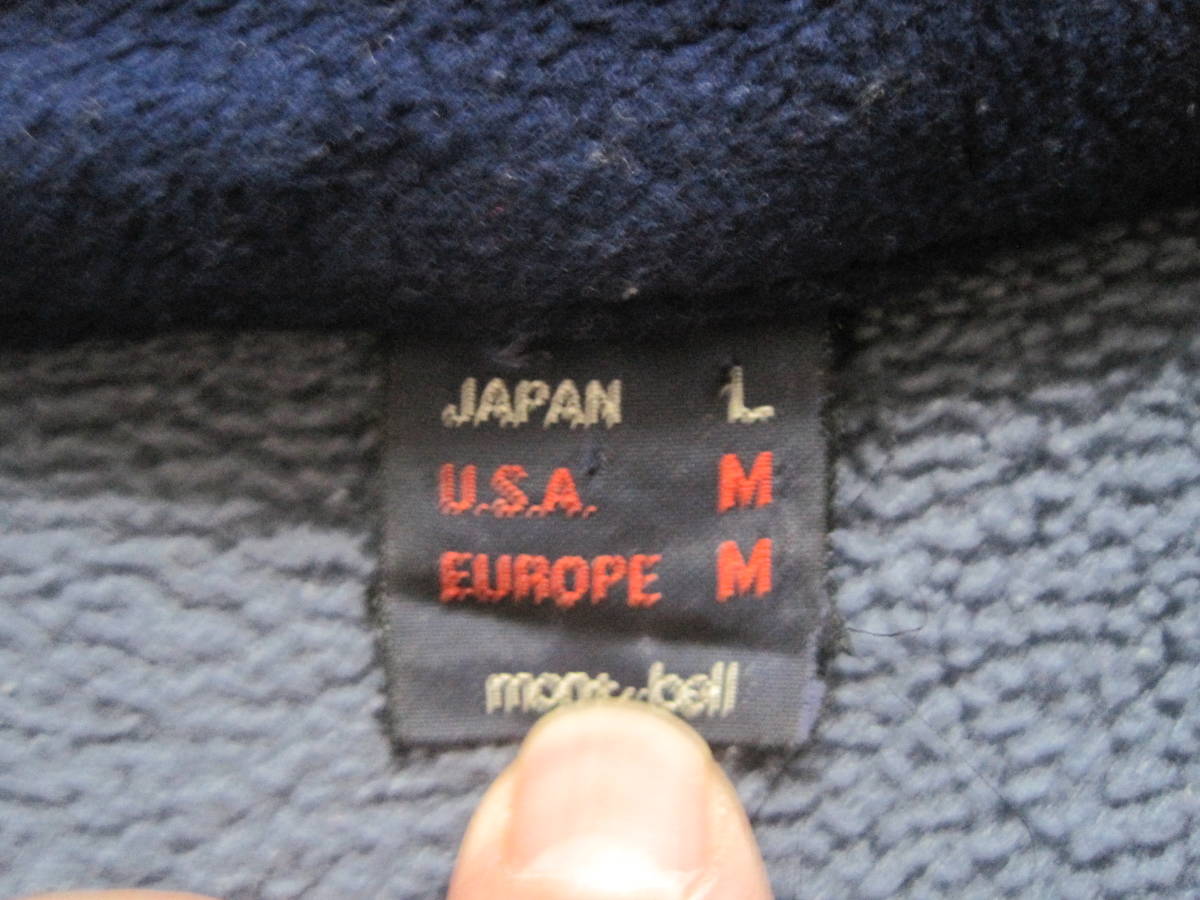 JAPAN L
U.S.A. M
EUROPE M
mont-bell